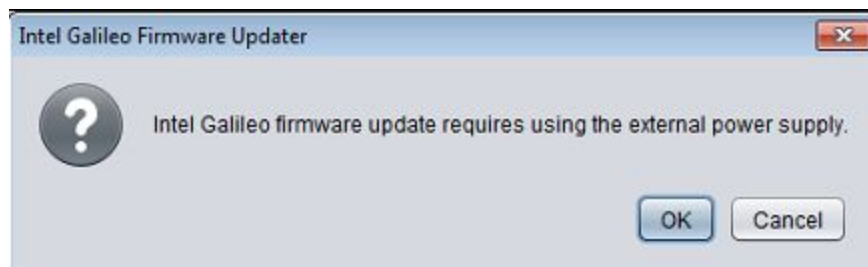 Intel Galileo Firmware Updater
Intel Galileo firmware update requires using the external power supply.
OK
Cancel